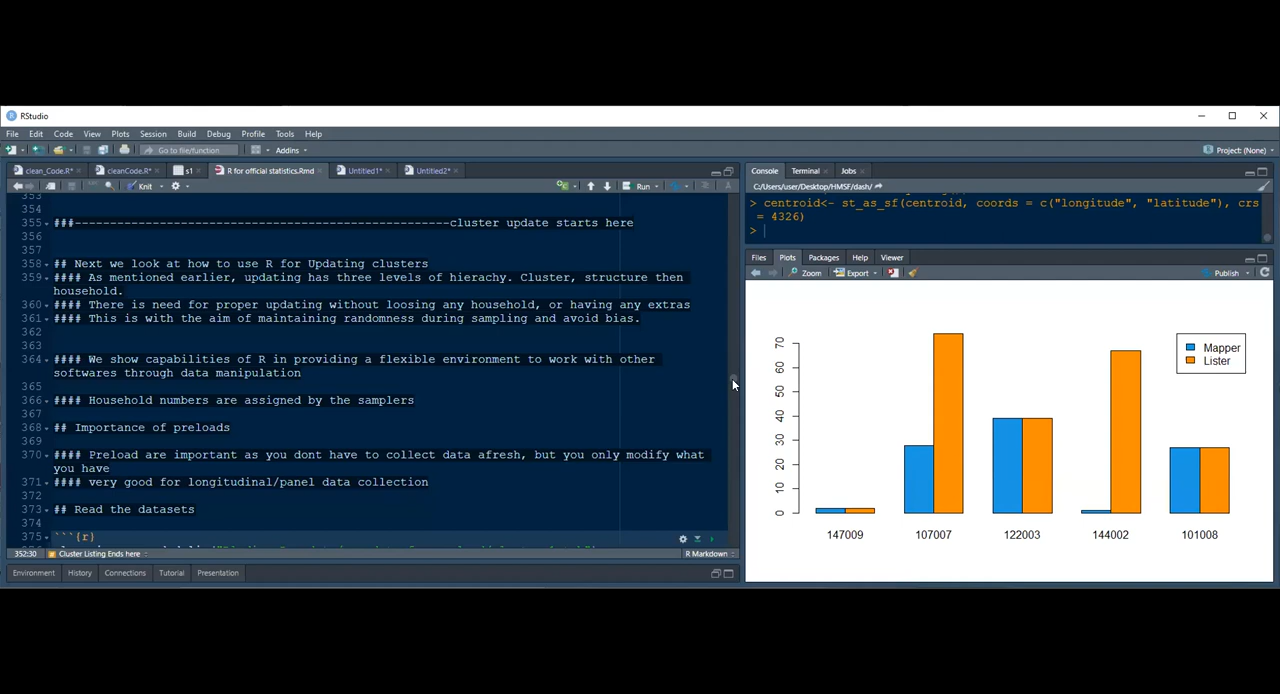 RStudio
File Edit Code View Plots Session Build Debug Profile Tools Help
Go to file/function Addins Project: (None)
clean_Code.R* cleanCode.R* s1 R for official statistics.Rmd Untitled1* Untitled2*
Knit Run
353
354
355 ###----------------------------------------------------cluster update starts here
356
357
358 ## Next we look at how to use R for Updating clusters
359 #### As mentioned earlier, updating has three levels of hierachy. Cluster, structure then
household.
360 #### There is need for proper updating without loosing any household, or having any extras
361 #### This is with the aim of maintaining randomness during sampling and avoid bias.
362
363
364 #### We show capabilities of R in providing a flexible environment to work with other
softwares through data manipulation
365
366 #### Household numbers are assigned by the samplers
367
368 ## Importance of preloads
369
370 #### Preload are important as you dont have to collect data afresh, but you only modify what
you have
371 #### very good for longitudinal/panel data collection
372
373 ## Read the datasets
374
375 ```{r}
352:30 Cluster Listing Ends here R Markdown
Environment History Connections Tutorial Presentation
Console Terminal Jobs
C:/Users/user/Desktop/HMSF/dash/
> centroid<- st_as_sf(centroid, coords = c("longitude", "latitude"), crs
= 4326)
>
Files Plots Packages Help Viewer
Zoom Export Publish
70
60
50
40
30
20
10
0
Mapper
Lister
147009 107007 122003 144002 101008